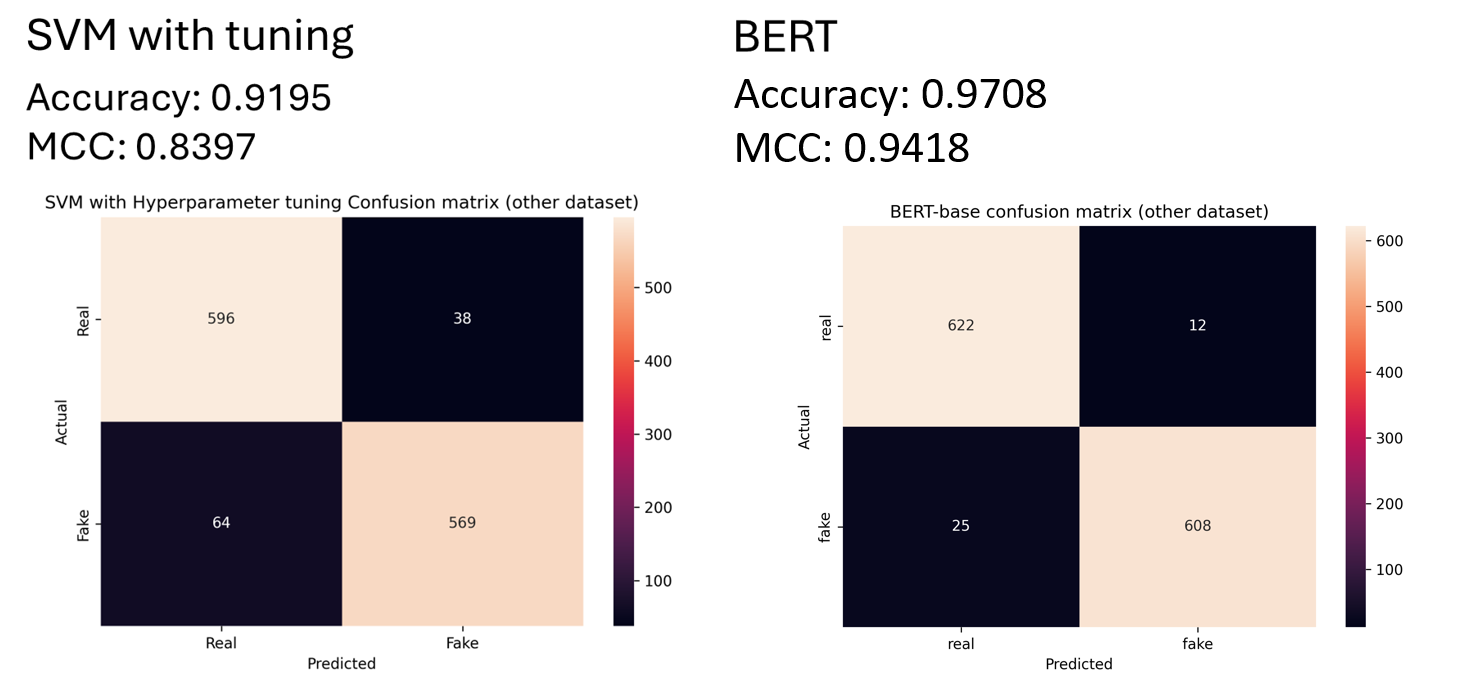 SVM with tuning
Accuracy: 0.9195
MCC: 0.8397
SVM with Hyperparameter tuning Confusion matrix (other dataset)
Actual
Real
Fake
596
38
64
569
Real
Fake
Predicted
500
400
300
200
100
BERT
Accuracy: 0.9708
MCC: 0.9418
BERT-base confusion matrix (other dataset)
Actual
real
fake
622
12
25
608
real
fake
Predicted
600
500
400
300
200
100